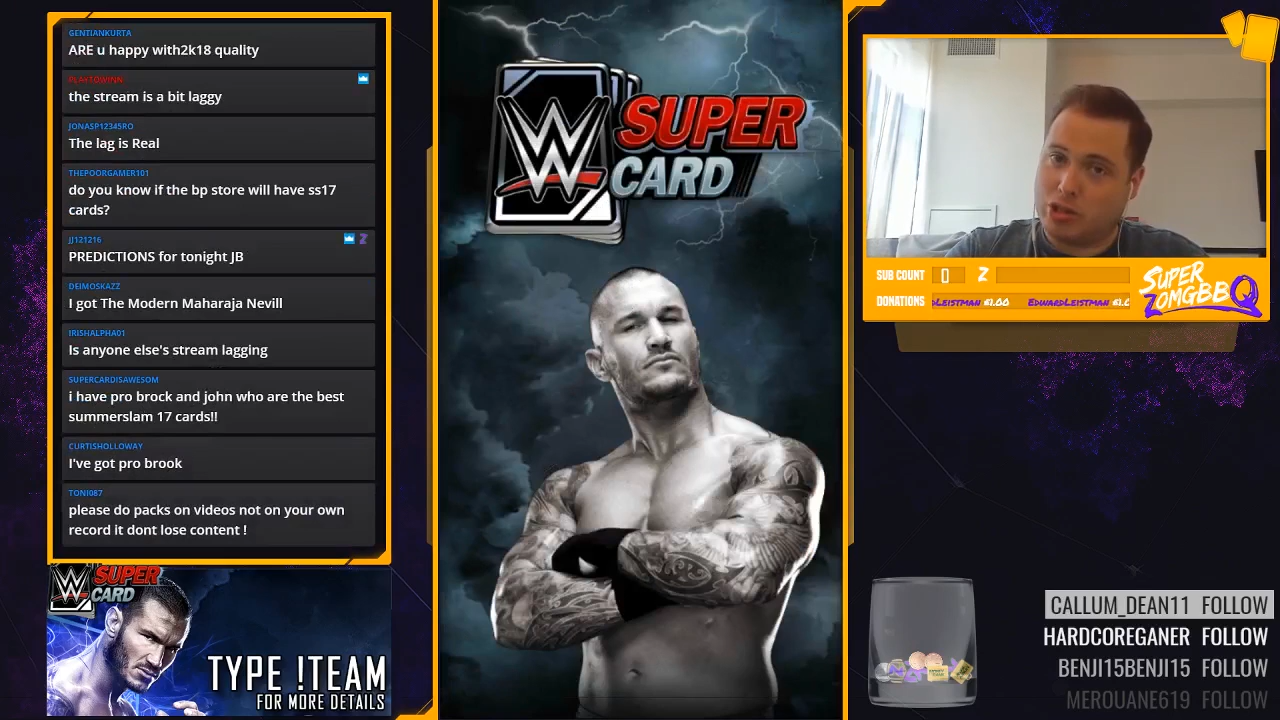 GENTIANKURTA
ARE u happy with2k18 quality
PLAYTOWINN
the stream is a bit laggy
JONASP12345RO
The lag is Real
THEPOORGAMER101
do you know if the bp store will have ss17
cards?
JJ121216
PREDICTIONS for tonight JB
DEIMOSKAZZ
I got The Modern Maharaja Nevill
IRISHALPHA01
Is anyone else's stream lagging
SUPERCARDISAWESOM
i have pro brock and john who are the best
summerslam 17 cards!!
CURTISHOLLOWAY
I've got pro brook
TONI087
please do packs on videos not on your own
record it dont lose content !
W SUPER
CARD
TYPE !TEAM
FOR MORE DETAILS
W SUPER
CARD
SUB COUNT 0 Z
DONATIONS DLEISTMAN $1.00 EDWARDLEISTMAN
SUPER
ZOMGBBQ
CALLUM_DEAN11 FOLLOW
HARDCOREGANER FOLLOW
BENJI15BENJI15 FOLLOW
MEROUANE619 FOLLOW